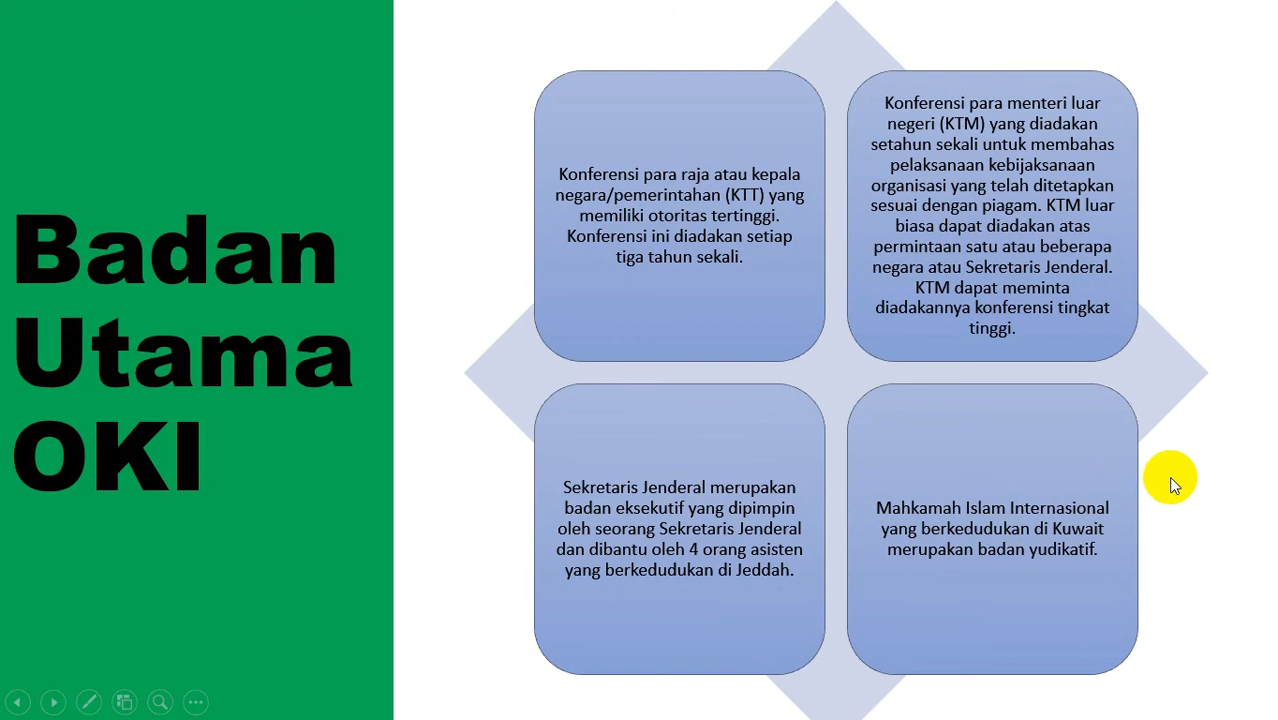 Badan
Utama
OKI
Konferensi para raja atau kepala
negara/pemerintahan (KTT) yang
memiliki otoritas tertinggi.
Konferensi ini diadakan setiap
tiga tahun sekali.
Konferensi para menteri luar
negeri (KTM) yang diadakan
setahun sekali untuk membahas
pelaksanaan kebijaksanaan
organisasi yang telah ditetapkan
sesuai dengan piagam. KTM luar
biasa dapat diadakan atas
permintaan satu atau beberapa
negara atau Sekretaris Jenderal.
KTM dapat meminta
diadakannya konferensi tingkat
tinggi.
Sekretaris Jenderal merupakan
badan eksekutif yang dipimpin
oleh seorang Sekretaris Jenderal
dan dibantu oleh 4 orang asisten
yang berkedudukan di Jeddah.
Mahkamah Islam Internasional
yang berkedudukan di Kuwait
merupakan badan yudikatif.